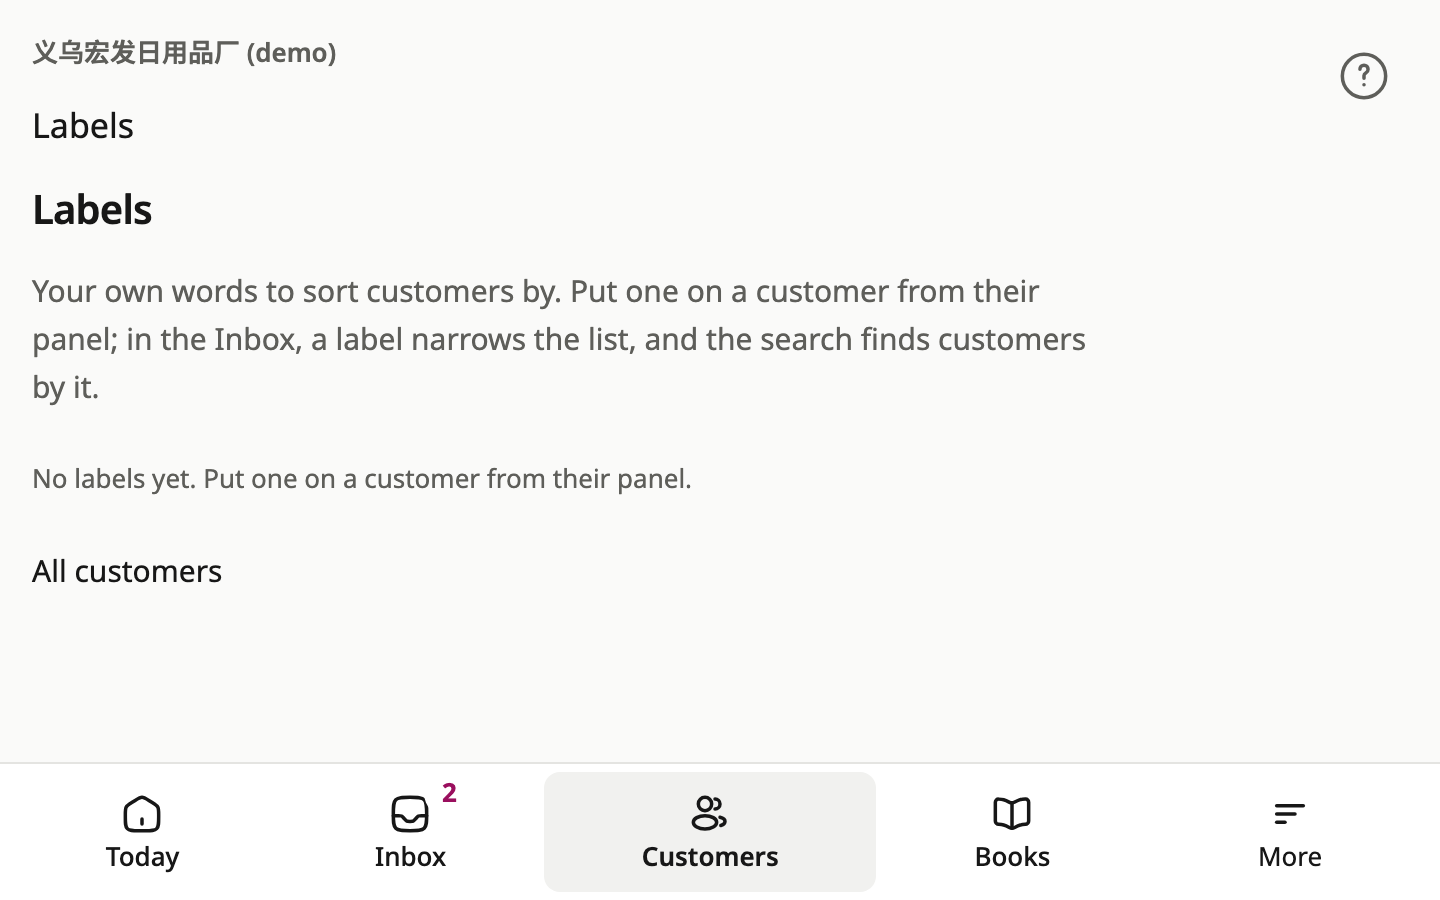 义乌宏发日用品厂 (demo)
?
Labels
Labels
Your own words to sort customers by. Put one on a customer from their
panel; in the Inbox, a label narrows the list, and the search finds customers
by it.
No labels yet. Put one on a customer from their panel.
All customers
2
Today
Inbox
Customers
Books
More